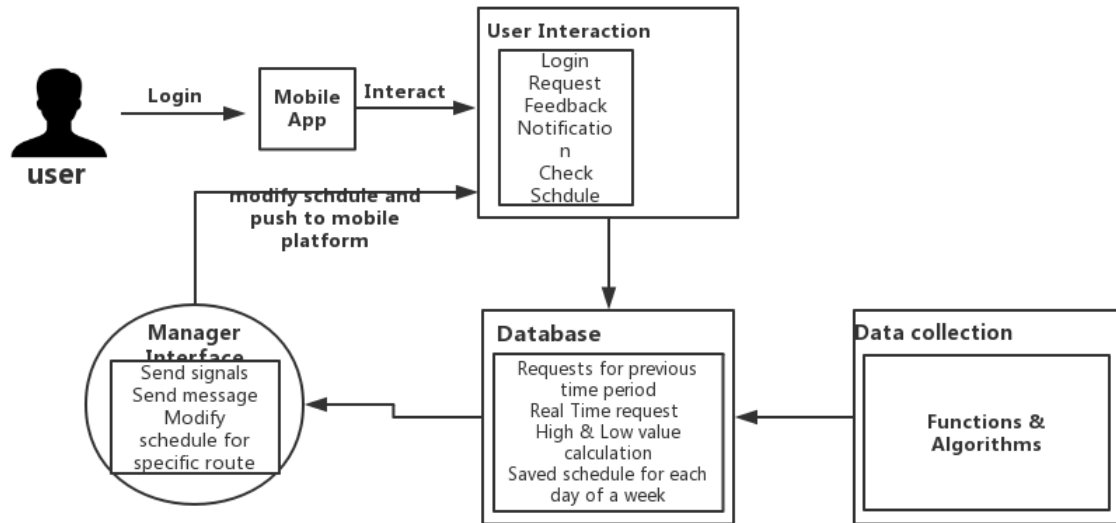 User Interaction
Login
Request
Feedback
Notificatio
n
Check
Schdule
Login
Mobile
App
Interact
user
modify schdule and
push to mobile
platform
Manager
Interface
Send signals
Send message
Modify
schedule for
specific route
Database
Requests for previous
time period
Real Time request
High & Low value
calculation
Saved schedule for each
day of a week
Data collection
Functions &
Algorithms